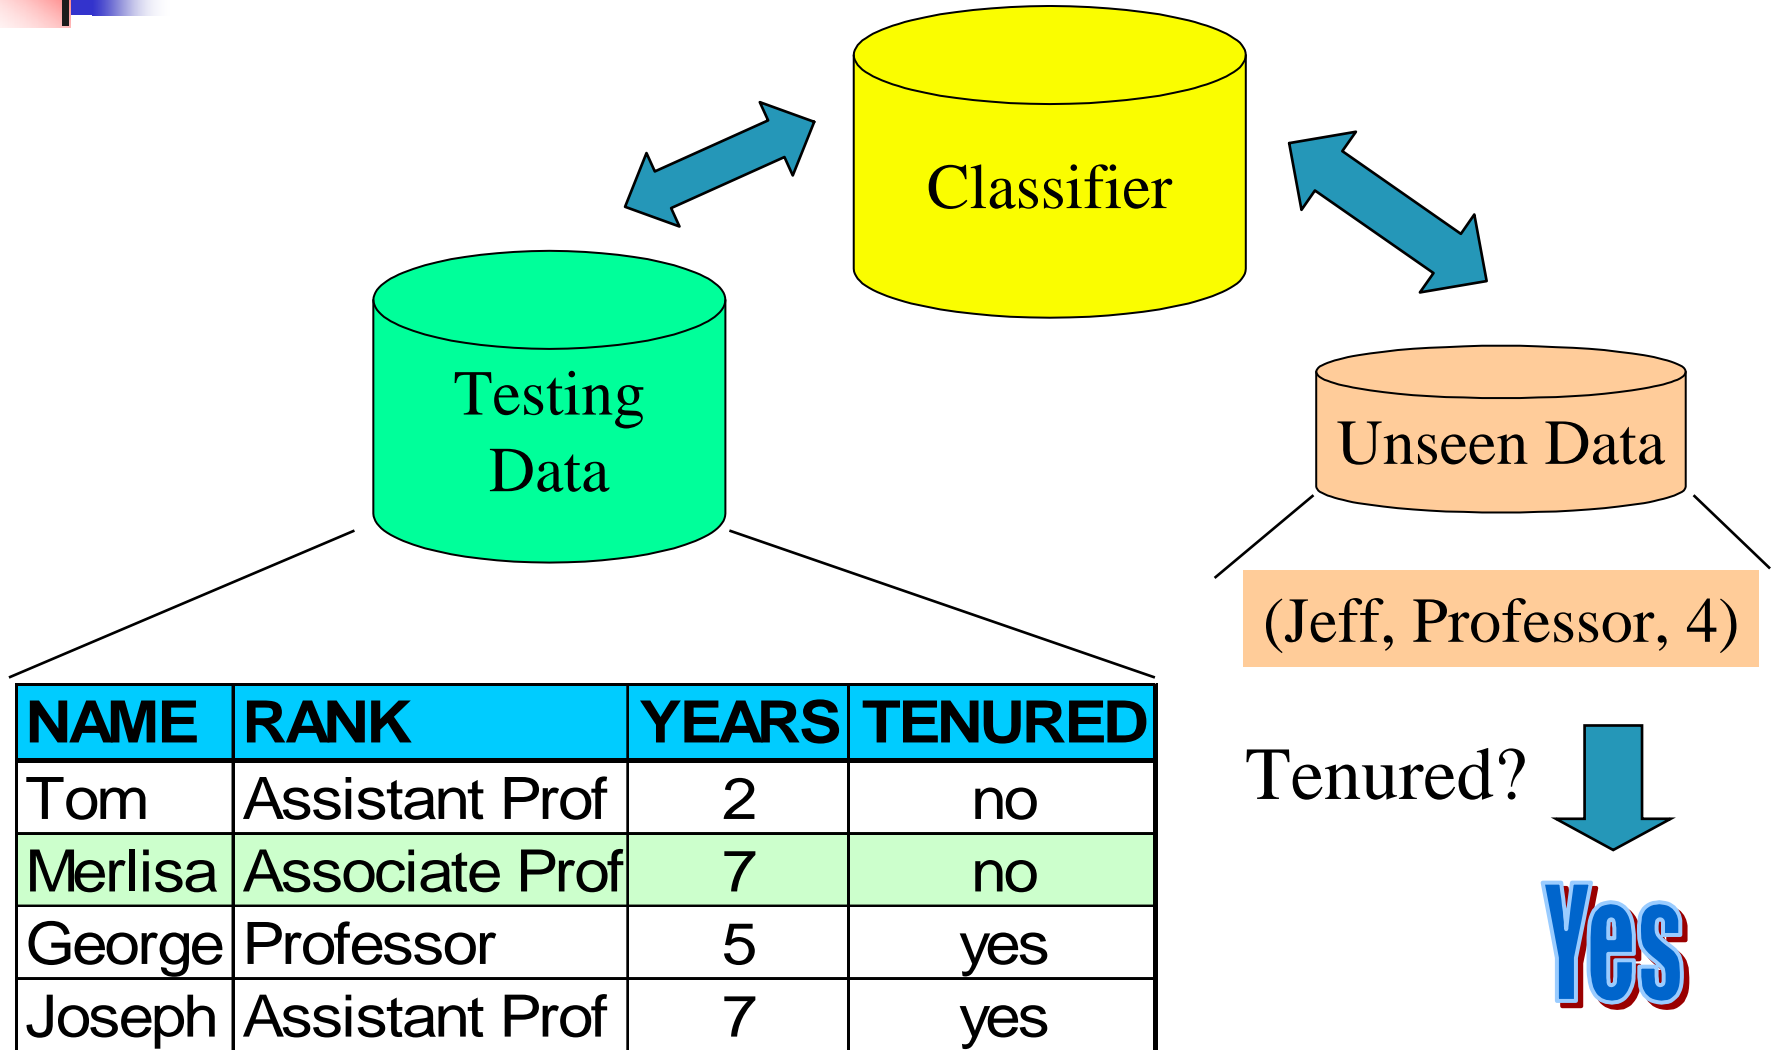 Classifier
Testing
Data
Unseen Data
(Jeff, Professor, 4)
NAME RANK YEARS TENURED
Tom Assistant Prof 2 no
Merlisa Associate Prof 7 no
George Professor 5 yes
Joseph Assistant Prof 7 yes
Tenured?
Yes